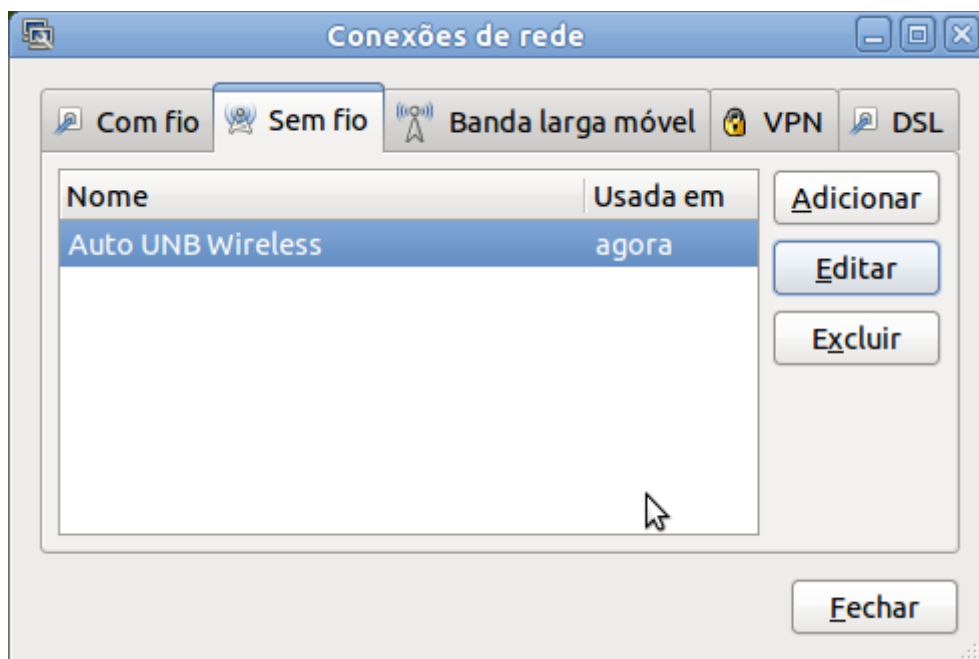 Conexões de rede
Com fio Sem fio Banda larga móvel VPN DSL
Nome Usada em
Auto UNB Wireless agora
Adicionar
Editar
Excluir
Fechar